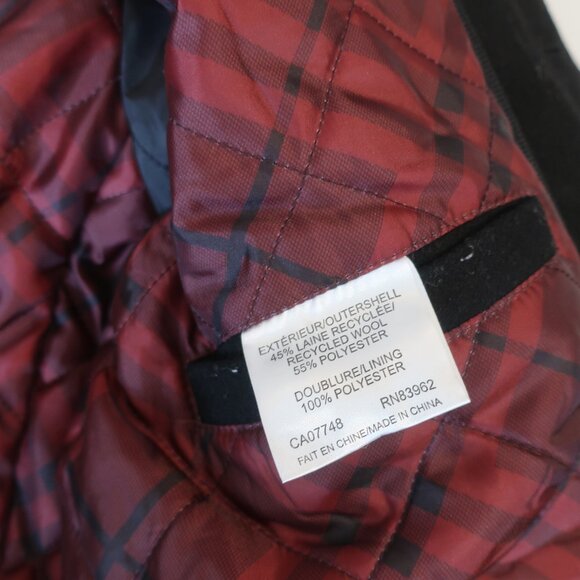 EXTÉRIEUR/OUTERSHELL
45% LAINE RECYCLÉE/
RECYCLED WOOL
55% POLYESTER
DOUBLURE/LINING
100% POLYESTER
CA07748 RN83962
FAIT EN CHINE/MADE IN CHINA